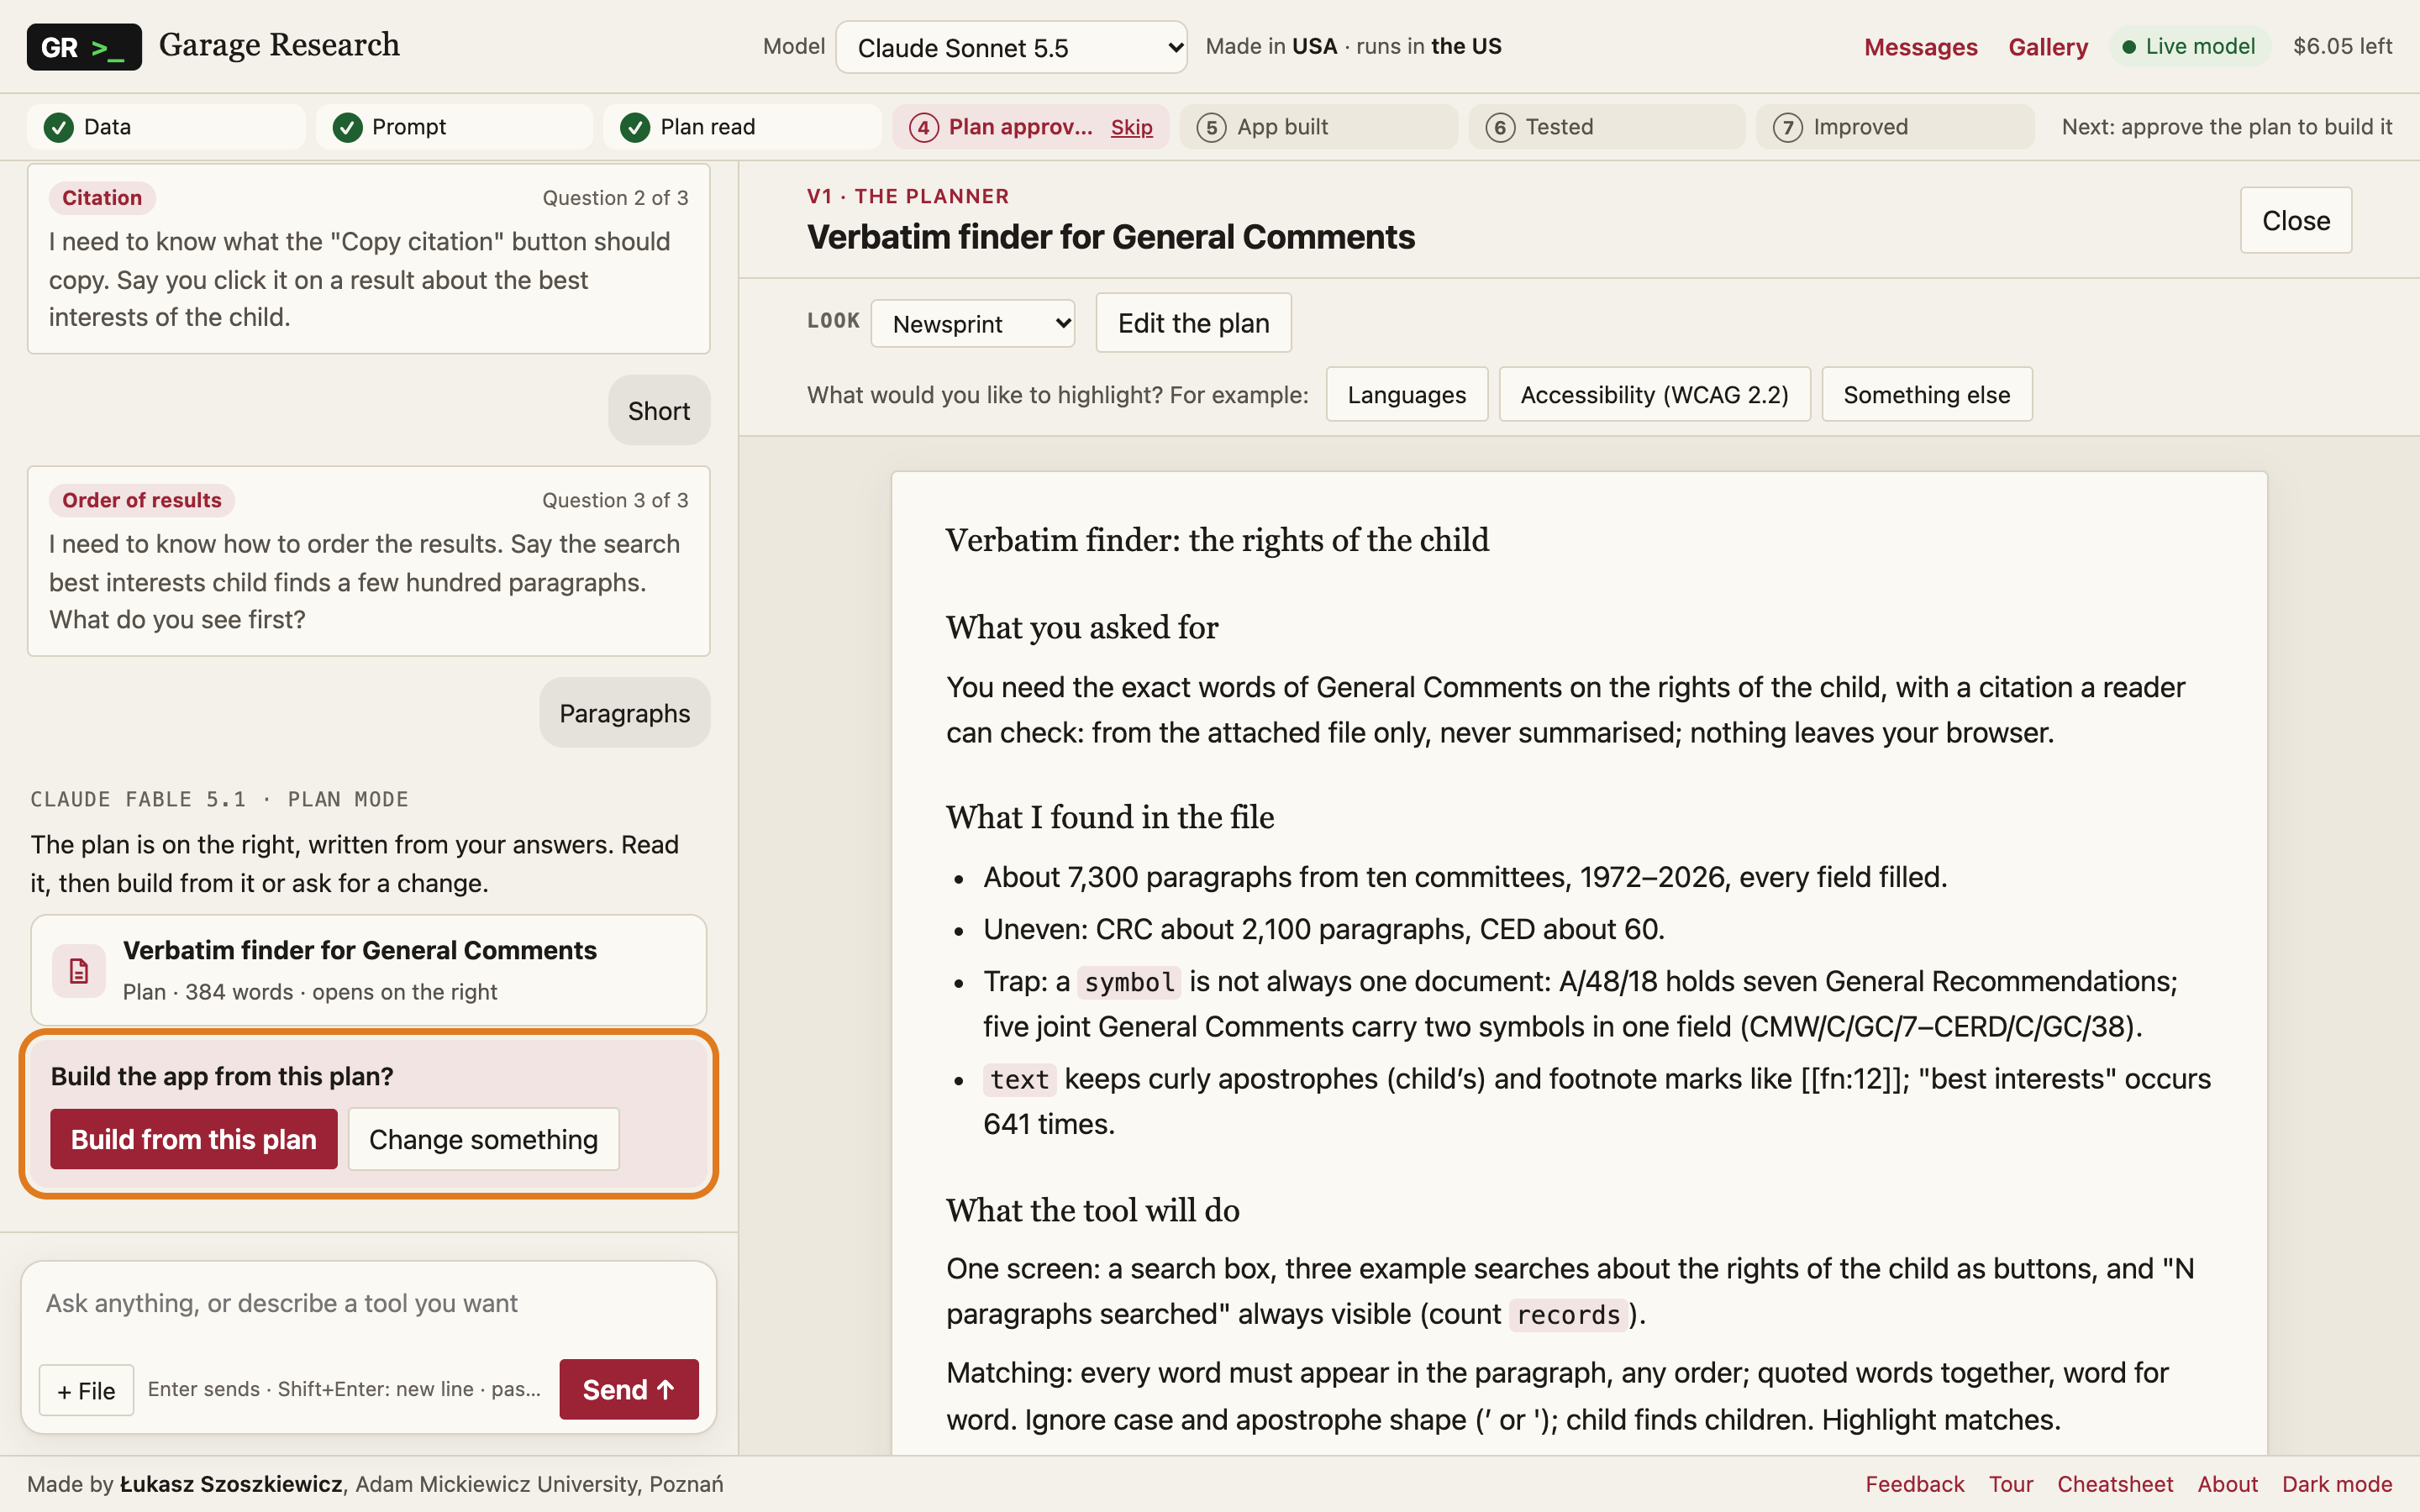 GR >_ Garage Research
Model Claude Sonnet 5.5 Made in USA · runs in the US
Messages Gallery Live model $6.05 left
Data
Prompt
Plan read
4 Plan approv... Skip
5 App built
6 Tested
7 Improved
Next: approve the plan to build it
Citation Question 2 of 3
I need to know what the "Copy citation" button should
copy. Say you click it on a result about the best
interests of the child.
Short
Order of results Question 3 of 3
I need to know how to order the results. Say the search
best interests child finds a few hundred paragraphs.
What do you see first?
Paragraphs
CLAUDE FABLE 5.1 · PLAN MODE
The plan is on the right, written from your answers. Read
it, then build from it or ask for a change.
Verbatim finder for General Comments
Plan · 384 words · opens on the right
Build the app from this plan?
Build from this plan Change something
Ask anything, or describe a tool you want
+ File Enter sends · Shift+Enter: new line · pas... Send ↑
V1 · THE PLANNER
Verbatim finder for General Comments
Close
LOOK Newsprint Edit the plan
What would you like to highlight? For example: Languages Accessibility (WCAG 2.2) Something else
Verbatim finder: the rights of the child
What you asked for
You need the exact words of General Comments on the rights of the child, with a citation a reader
can check: from the attached file only, never summarised; nothing leaves your browser.
What I found in the file
• About 7,300 paragraphs from ten committees, 1972–2026, every field filled.
• Uneven: CRC about 2,100 paragraphs, CED about 60.
• Trap: a symbol is not always one document: A/48/18 holds seven General Recommendations;
five joint General Comments carry two symbols in one field (CMW/C/GC/7–CERD/C/GC/38).
• text keeps curly apostrophes (child’s) and footnote marks like [[fn:12]]; "best interests" occurs
641 times.
What the tool will do
One screen: a search box, three example searches about the rights of the child as buttons, and "N
paragraphs searched" always visible (count records).
Matching: every word must appear in the paragraph, any order; quoted words together, word for
word. Ignore case and apostrophe shape (’ or '); child finds children. Highlight matches.
Made by Łukasz Szoszkiewicz, Adam Mickiewicz University, Poznań
Feedback Tour Cheatsheet About Dark mode